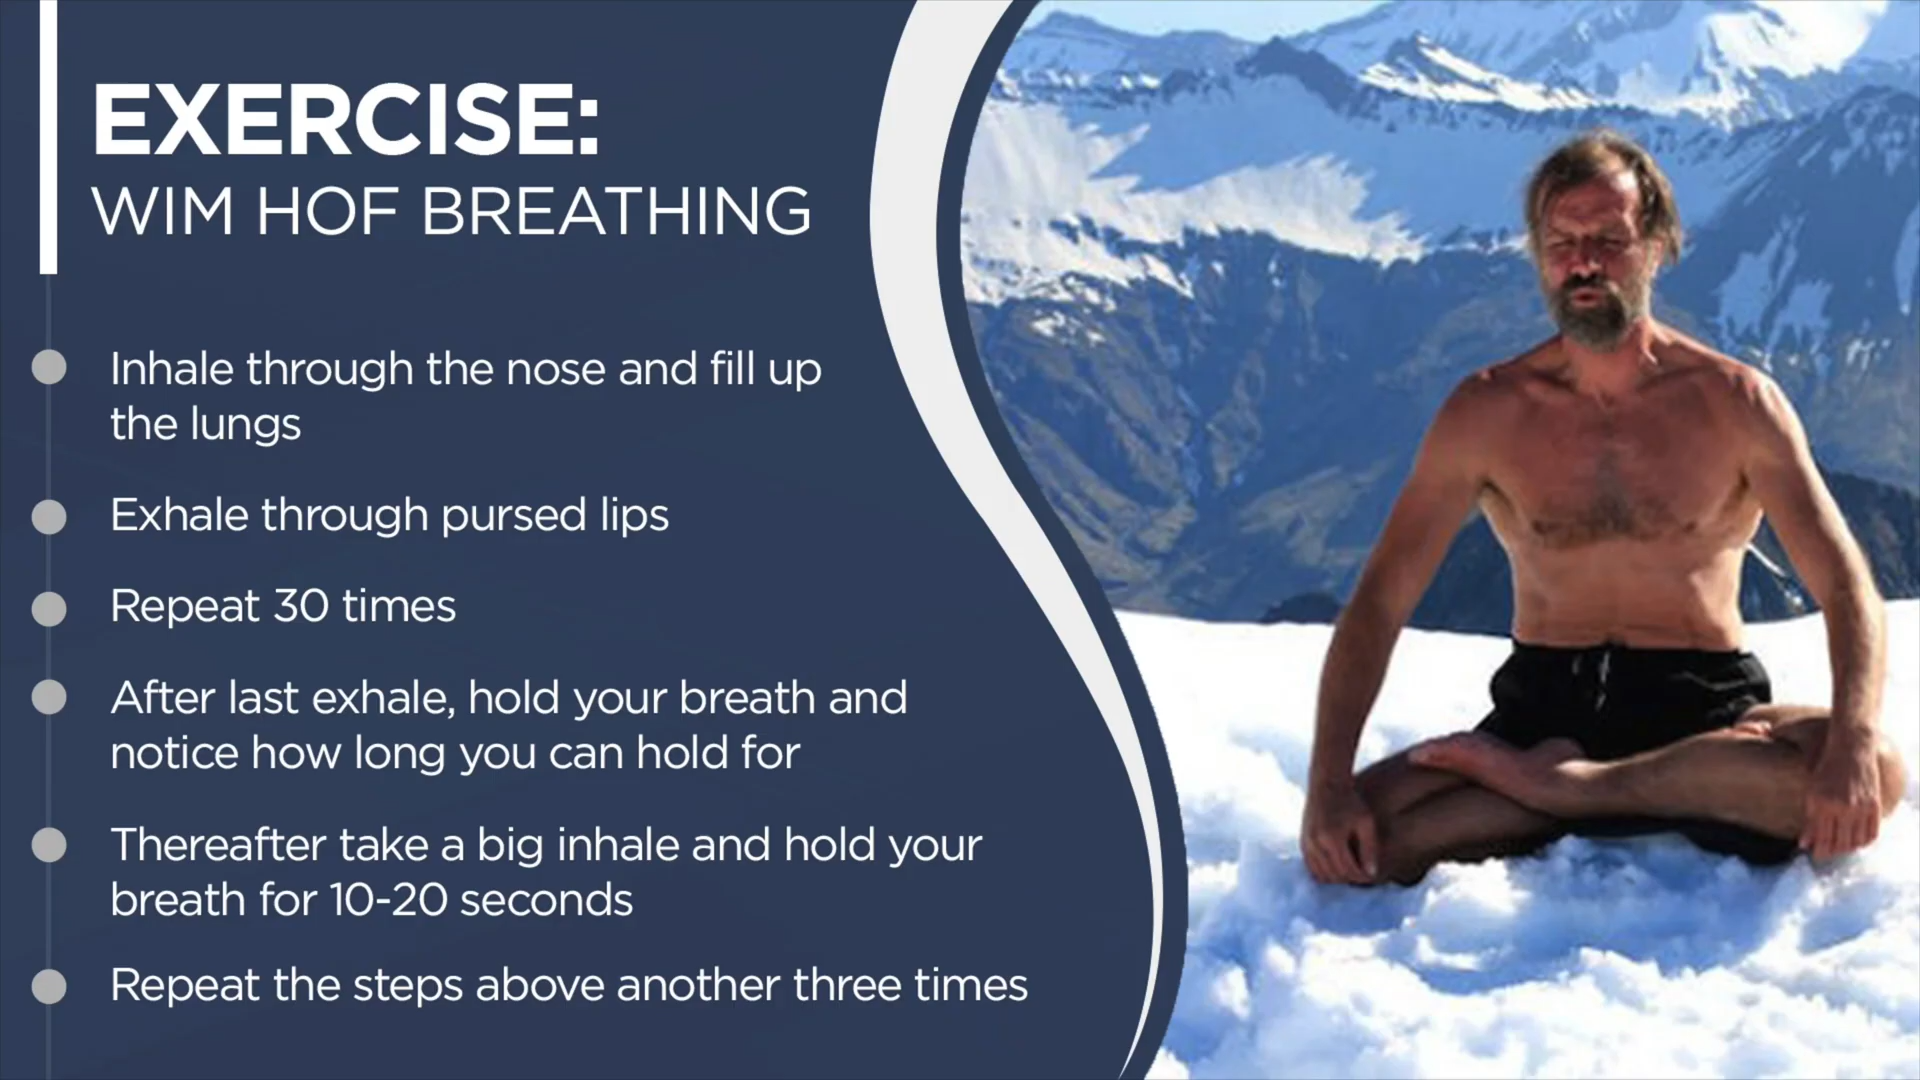 EXERCISE:
WIM HOF BREATHING
Inhale through the nose and fill up
the lungs
Exhale through pursed lips
Repeat 30 times
After last exhale, hold your breath and
notice how long you can hold for
Thereafter take a big inhale and hold your
breath for 10-20 seconds
Repeat the steps above another three times